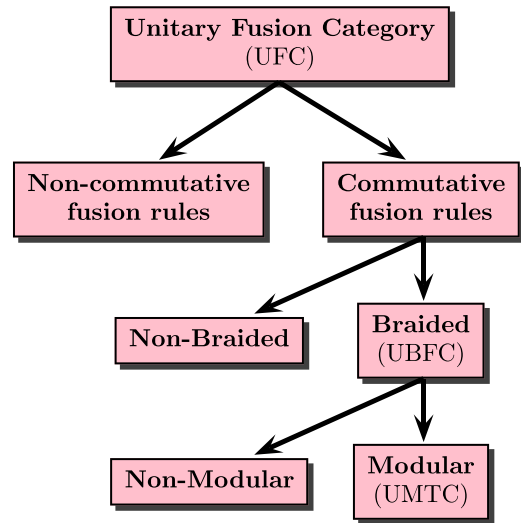 Unitary Fusion Category
(UFC)
Non-commutative
fusion rules
Commutative
fusion rules
Non-Braided
Braided
(UBFC)
Non-Modular
Modular
(UMTC)